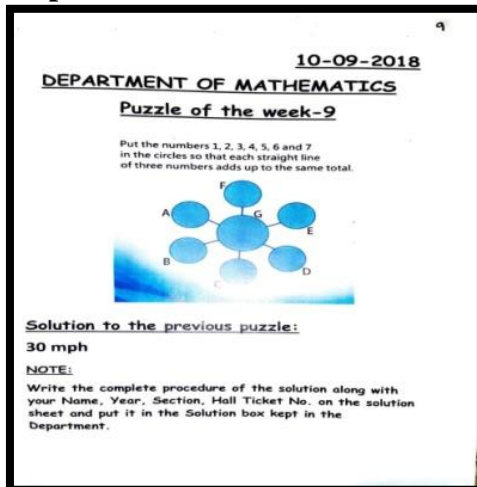 9
10-09-2018
DEPARTMENT OF MATHEMATICS
Puzzle of the week-9
Put the numbers 1, 2, 3, 4, 5, 6 and 7
in the circles so that each straight line
of three numbers adds up to the same total.
F
A
G
E
B
D
C
Solution to the previous puzzle:
30 mph
NOTE:
Write the complete procedure of the solution along with
your Name, Year, Section, Hall Ticket No. on the solution
sheet and put it in the Solution box kept in the
Department.